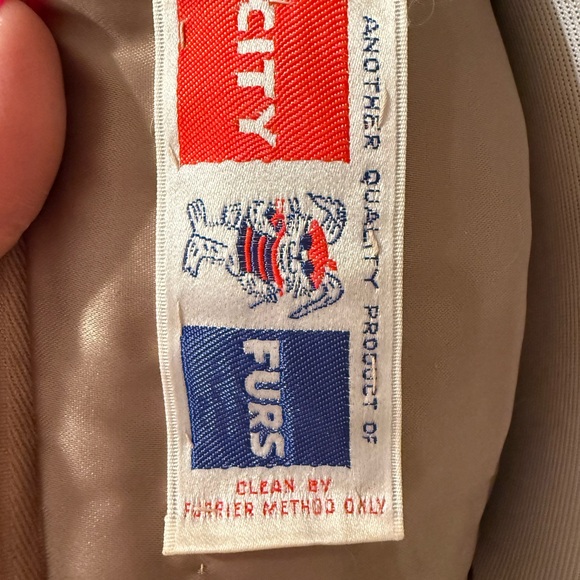 CITY
ANOTHER QUALITY PRODUCT OF
FURS
CLEAN BY
FURRIER METHOD ONLY